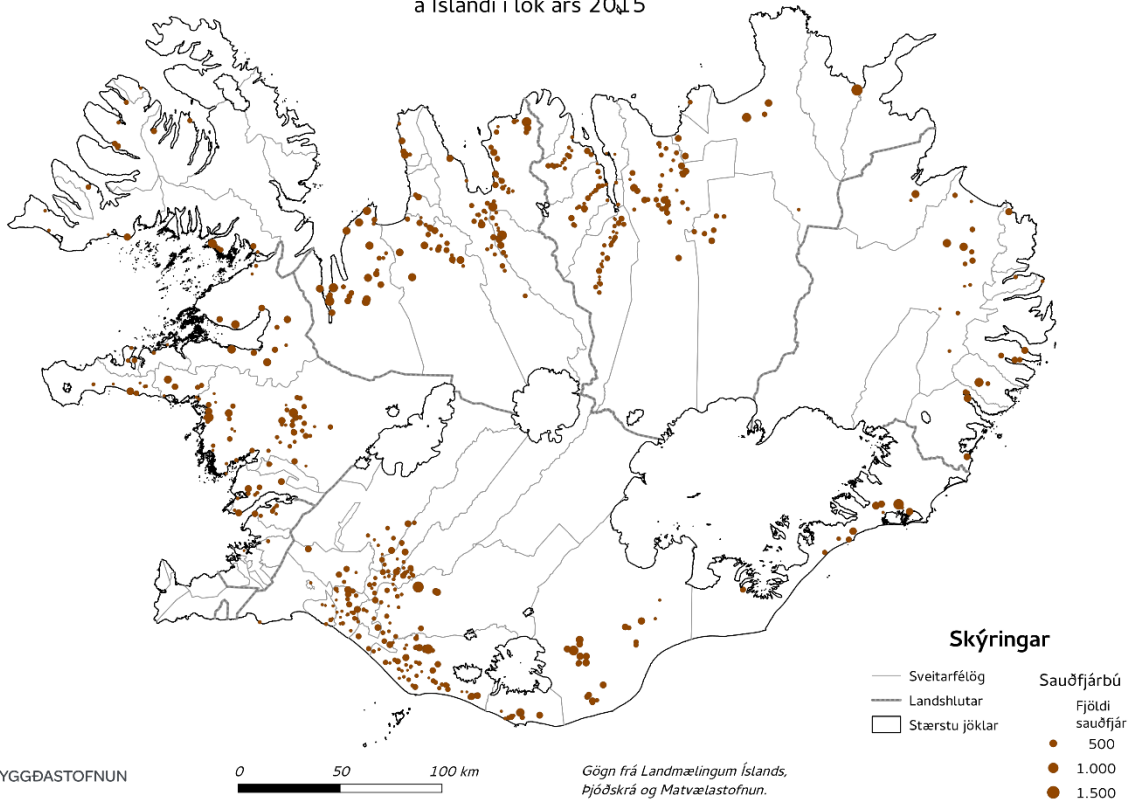 á Íslandi í lok árs 2015
Skýringar
Sveitarfélög
Landshlutar
Stærstu jöklar
Sauðfjárbú
Fjöldi
sauðfjár
500
1.000
1.500
YGGÐASTOFNUN
0 50 100 km
Gögn frá Landmælingum Íslands,
Þjóðskrá og Matvælastofnun.